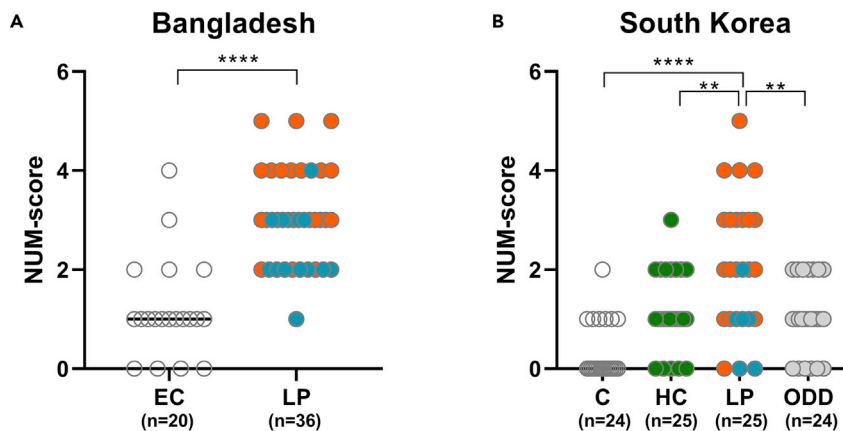 A
Bangladesh
****
6
4
2
0
NUM-score
EC
(n=20)
LP
(n=36)
B
South Korea
****
**
**
6
4
2
0
NUM-score
C
(n=24)
HC
(n=25)
LP
(n=25)
ODD
(n=24)